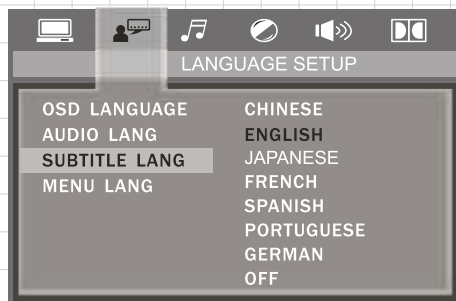 LANGUAGE SETUP
OSD LANGUAGE
AUDIO LANG
SUBTITLE LANG
MENU LANG
CHINESE
ENGLISH
JAPANESE
FRENCH
SPANISH
PORTUGUESE
GERMAN
OFF